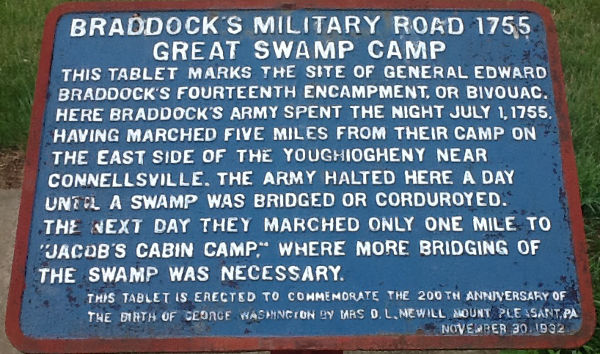 BRADDOCK'S MILITARY ROAD 1755
GREAT SWAMP CAMP
THIS TABLET MARKS THE SITE OF GENERAL EDWARD
BRADDOCK'S FOURTEENTH ENCAMPMENT, OR BIVOUAC.
HERE BRADDOCK'S ARMY SPENT THE NIGHT JULY 1, 1755,
HAVING MARCHED FIVE MILES FROM THEIR CAMP ON
THE EAST SIDE OF THE YOUGHIOGHENY NEAR
CONNELLSVILLE. THE ARMY HALTED HERE A DAY
UNTIL A SWAMP WAS BRIDGED OR CORDUROYED.
THE NEXT DAY THEY MARCHED ONLY ONE MILE TO
"JACOB'S CABIN CAMP," WHERE MORE BRIDGING OF
THE SWAMP WAS NECESSARY.
THIS TABLET IS ERECTED TO COMMEMORATE THE 200TH ANNIVERSARY OF
THE BIRTH OF GEORGE WASHINGTON BY MRS D. L. NEWILL MOUNT PLEASANT, PA
NOVEMBER 30, 1932